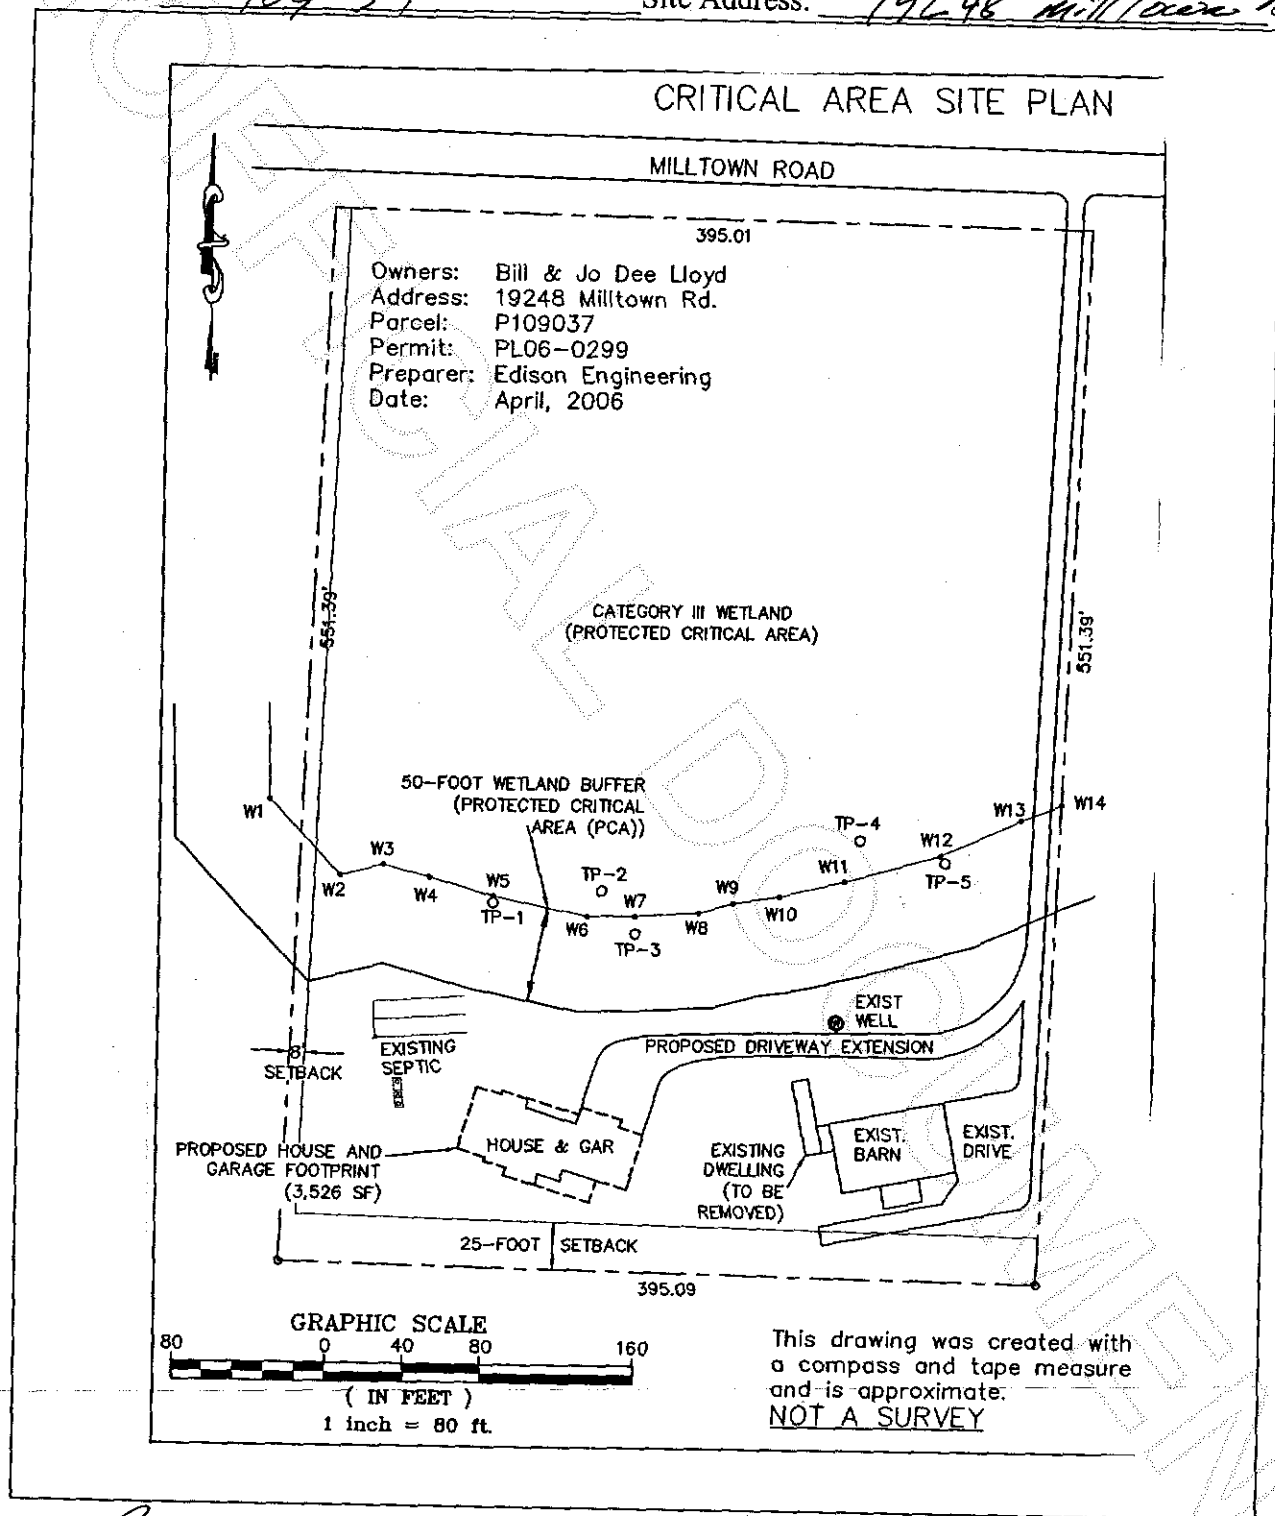 Site Address:
CRITICAL AREA SITE PLAN
MILLTOWN ROAD
395.01
Owners: Bill & Jo Dee Lloyd
Address: 19248 Milltown Rd.
Parcel: P109037
Permit: PL06-0299
Preparer: Edison Engineering
Date: April, 2006
551.39'
551.39'
CATEGORY III WETLAND
(PROTECTED CRITICAL AREA)
50-FOOT WETLAND BUFFER
(PROTECTED CRITICAL
AREA (PCA))
W1
W2
W3
W4
W5
TP-1
W6
TP-2
W7
TP-3
W8
W9
W10
W11
TP-4
W12
TP-5
W13
W14
EXIST
WELL
PROPOSED DRIVEWAY EXTENSION
8'
SETBACK
EXISTING
SEPTIC
PROPOSED HOUSE AND
GARAGE FOOTPRINT
(3,526 SF)
HOUSE & GAR
EXISTING
DWELLING
(TO BE
REMOVED)
EXIST.
BARN
EXIST.
DRIVE
25-FOOT SETBACK
395.09
GRAPHIC SCALE
80 0 40 80 160
( IN FEET )
1 inch = 80 ft.
This drawing was created with
a compass and tape measure
and is approximate.
NOT A SURVEY
UNOFFICIAL DOCUMENT